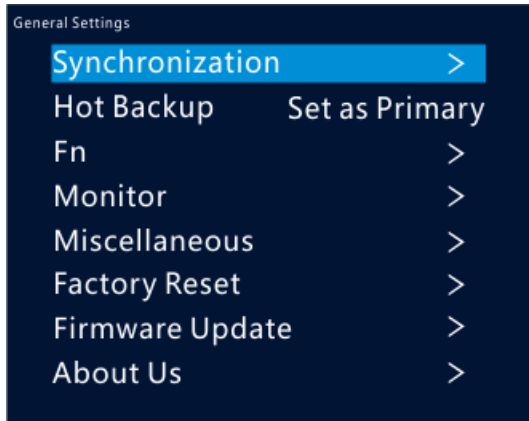 General Settings
Synchronization >
Hot Backup Set as Primary
Fn >
Monitor >
Miscellaneous >
Factory Reset >
Firmware Update >
About Us >